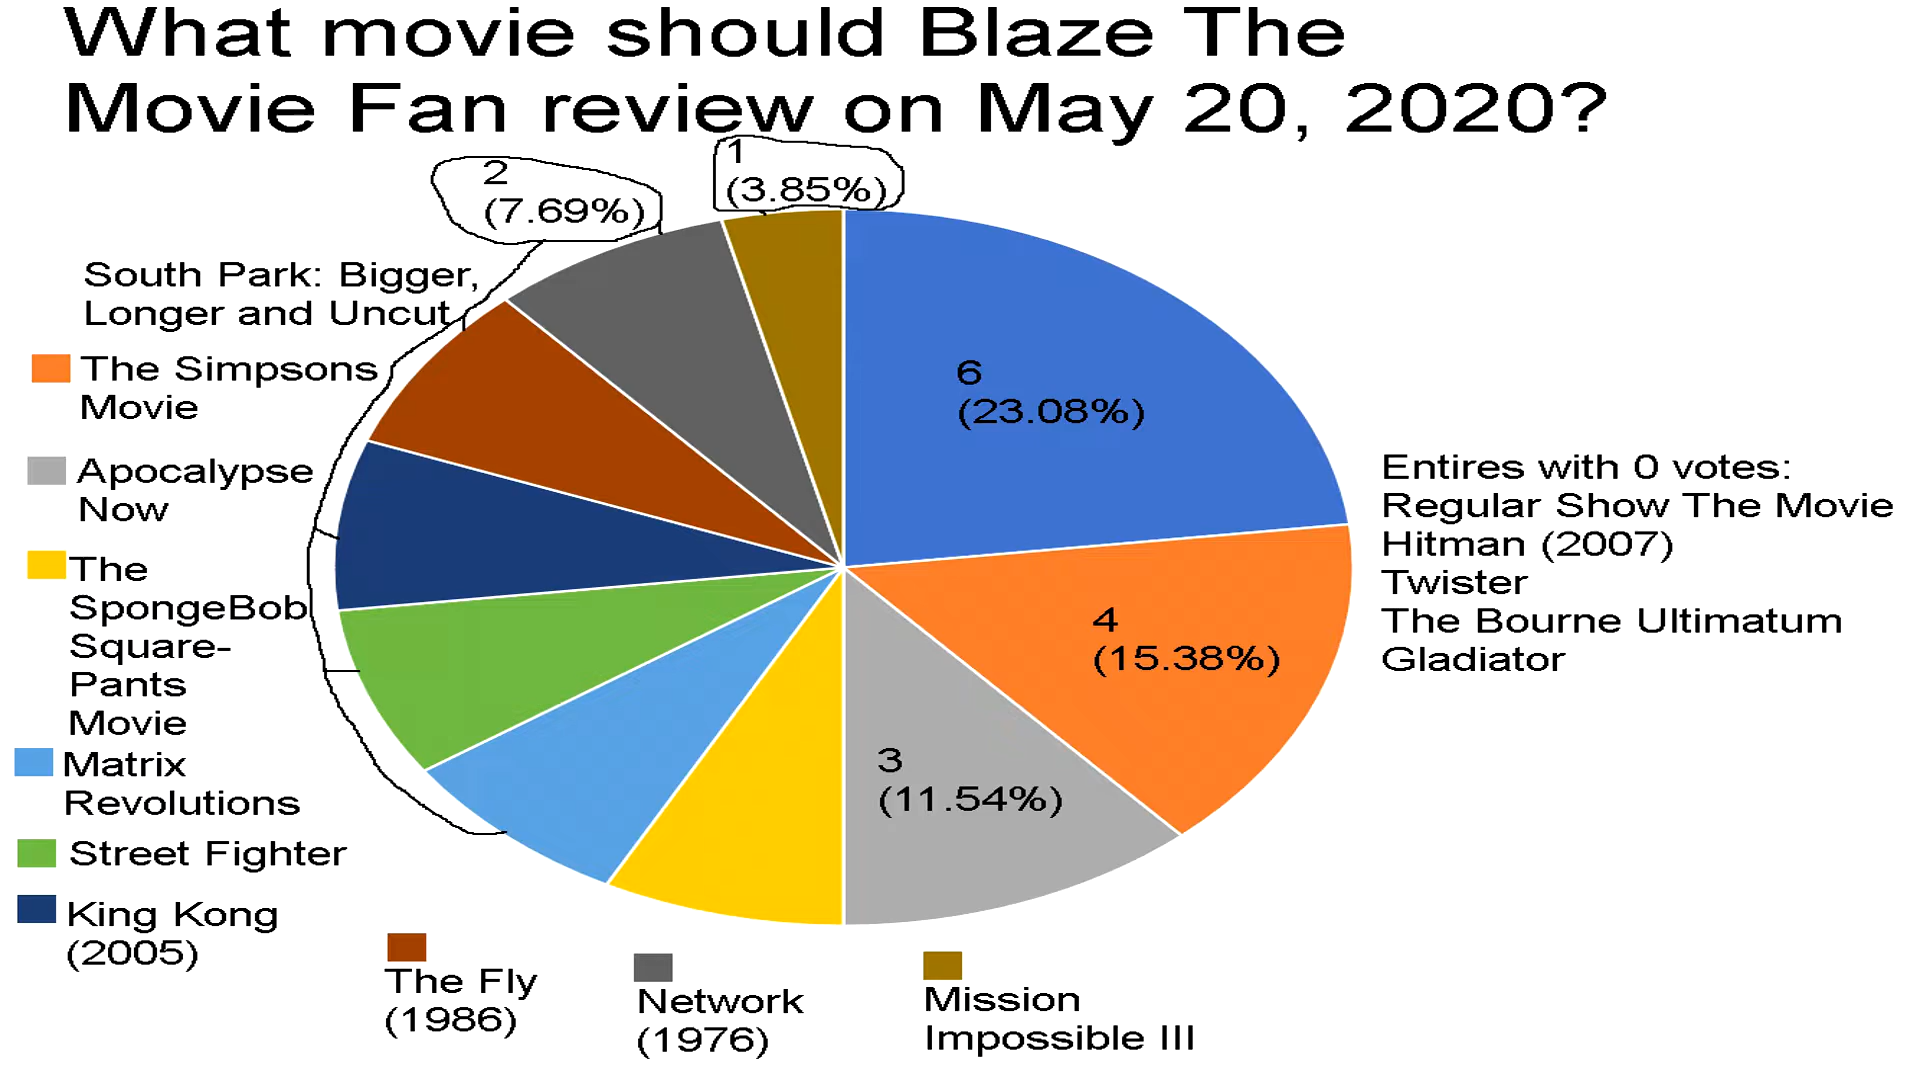 What movie should Blaze The
Movie Fan review on May 20, 2020?
1
(3.85%)
2
(7.69%)
South Park: Bigger,
Longer and Uncut
The Simpsons
Movie
Apocalypse
Now
The
SpongeBob
Square-
Pants
Movie
Matrix
Revolutions
Street Fighter
King Kong
(2005)
The Fly
(1986)
Network
(1976)
Mission
Impossible III
6
(23.08%)
4
(15.38%)
3
(11.54%)
Entires with 0 votes:
Regular Show The Movie
Hitman (2007)
Twister
The Bourne Ultimatum
Gladiator